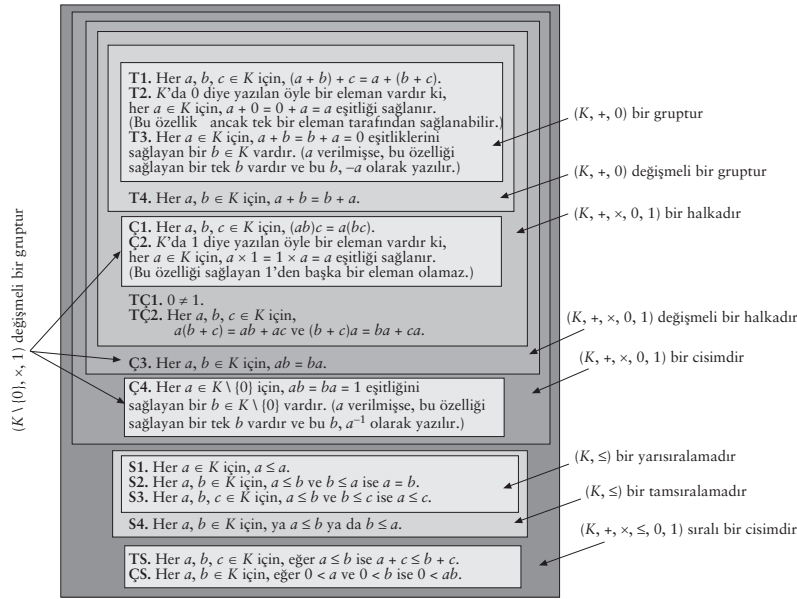 T1. Her a, b, c ∈ K için, (a + b) + c = a + (b + c).
T2. K'da 0 diye yazılan öyle bir eleman vardır ki,
her a ∈ K için, a + 0 = 0 + a = a eşitliği sağlanır.
(Bu özellik ancak tek bir eleman tarafından sağlanabilir.)
T3. Her a ∈ K için, a + b = b + a = 0 eşitliklerini
sağlayan bir b ∈ K vardır. (a verilmişse, bu özelliği
sağlayan bir tek b vardır ve bu b, –a olarak yazılır.)
T4. Her a, b ∈ K için, a + b = b + a.
Ç1. Her a, b, c ∈ K için, (ab)c = a(bc).
Ç2. K'da 1 diye yazılan öyle bir eleman vardır ki,
her a ∈ K için, a × 1 = 1 × a = a eşitliği sağlanır.
(Bu özelliği sağlayan 1'den başka bir eleman olamaz.)
TÇ1. 0 ≠ 1.
TÇ2. Her a, b, c ∈ K için,
a(b + c) = ab + ac ve (b + c)a = ba + ca.
Ç3. Her a, b ∈ K için, ab = ba.
Ç4. Her a ∈ K \ {0} için, ab = ba = 1 eşitliğini
sağlayan bir b ∈ K \ {0} vardır. (a verilmişse, bu özelliği
sağlayan bir tek b vardır ve bu b, a⁻¹ olarak yazılır.)
S1. Her a ∈ K için, a ≤ a.
S2. Her a, b ∈ K için, a ≤ b ve b ≤ a ise a = b.
S3. Her a, b, c ∈ K için, a ≤ b ve b ≤ c ise a ≤ c.
S4. Her a, b ∈ K için, ya a ≤ b ya da b ≤ a.
TS. Her a, b, c ∈ K için, eğer a ≤ b ise a + c ≤ b + c.
ÇS. Her a, b ∈ K için, eğer 0 < a ve 0 < b ise 0 < ab.
(K, +, 0) bir gruptur
(K, +, 0) değişmeli bir gruptur
(K, +, ×, 0, 1) bir halkadır
(K, +, ×, 0, 1) değişmeli bir halkadır
(K, +, ×, 0, 1) bir cisimdir
(K, ≤) bir yarısıralamadır
(K, ≤) bir tamsıralamadır
(K, +, ×, ≤, 0, 1) sıralı bir cisimdir
(K \ {0}, ×, 1) değişmeli bir gruptur